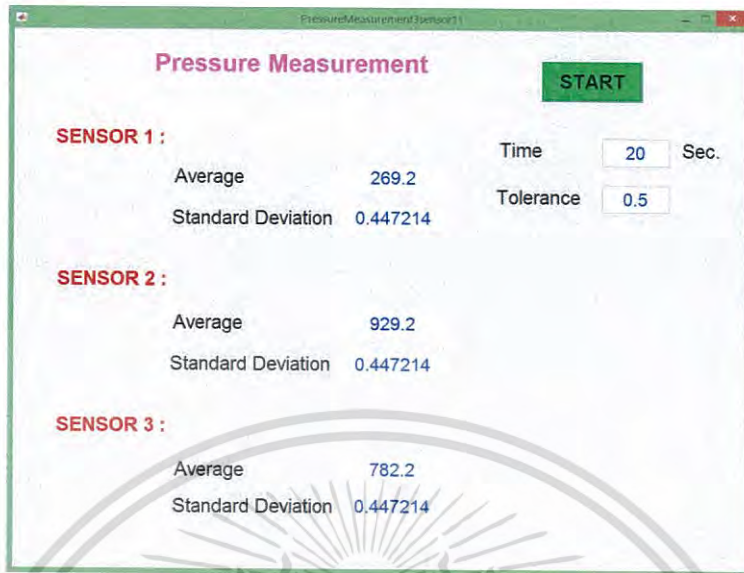 PressureMeasurement3sensor11
Pressure Measurement
START
SENSOR 1 :
Time 20 Sec.
Average 269.2
Tolerance 0.5
Standard Deviation 0.447214
SENSOR 2 :
Average 929.2
Standard Deviation 0.447214
SENSOR 3 :
Average 782.2
Standard Deviation 0.447214